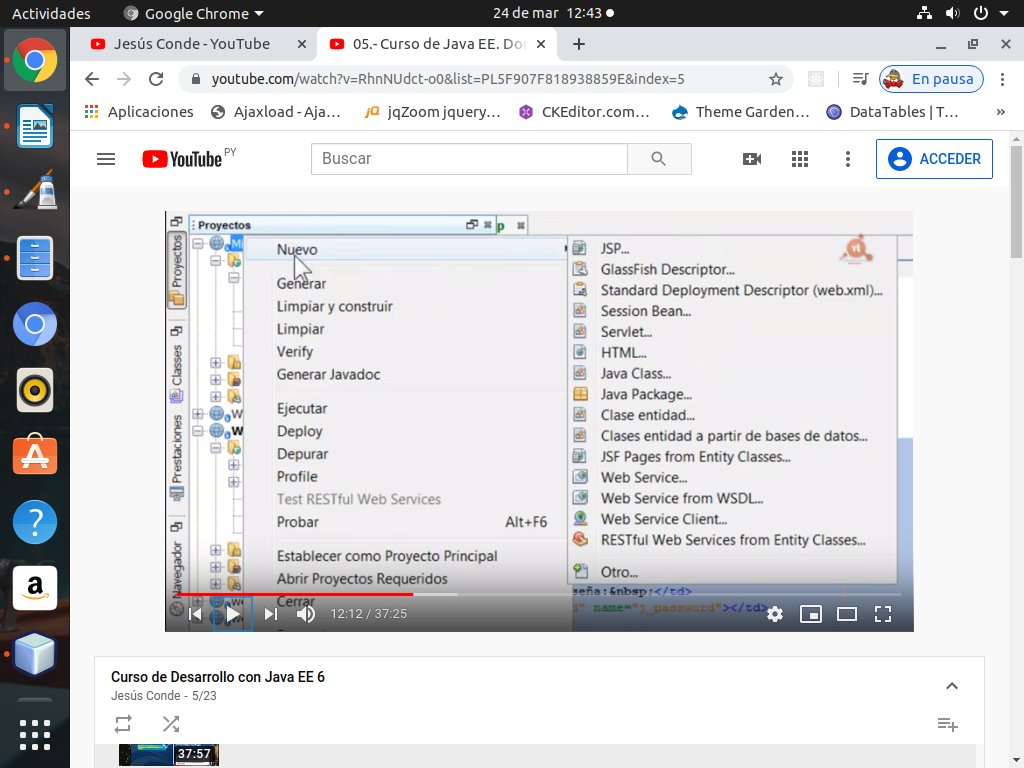 Actividades
Google Chrome
24 de mar 12:43
Jesús Conde - YouTube
05.- Curso de Java EE. Dor
youtube.com/watch?v=RhnNUdct-o0&list=PL5F907F818938859E&index=5
En pausa
Aplicaciones
Ajaxload - Aja...
jqZoom jquery...
CKEditor.com...
Theme Garden...
DataTables | T...
»
YouTube PY
Buscar
ACCEDER
Proyectos
Proyectos
Classes
Prestaciones
Navegador
Nuevo
Generar
Limpiar y construir
Limpiar
Verify
Generar Javadoc
Ejecutar
Deploy
Depurar
Profile
Test RESTful Web Services
Probar Alt+F6
Establecer como Proyecto Principal
Abrir Proyectos Requeridos
Cerrar
JSP...
GlassFish Descriptor...
Standard Deployment Descriptor (web.xml)...
Session Bean...
Servlet...
HTML...
Java Class...
Java Package...
Clase entidad...
Clases entidad a partir de bases de datos...
JSF Pages from Entity Classes...
Web Service...
Web Service from WSDL...
Web Service Client...
RESTful Web Services from Entity Classes...
Otro...
seña:&nbsp;</td>
d" name="j_password"></td>
12:12 / 37:25
Curso de Desarrollo con Java EE 6
Jesús Conde - 5/23
37:57